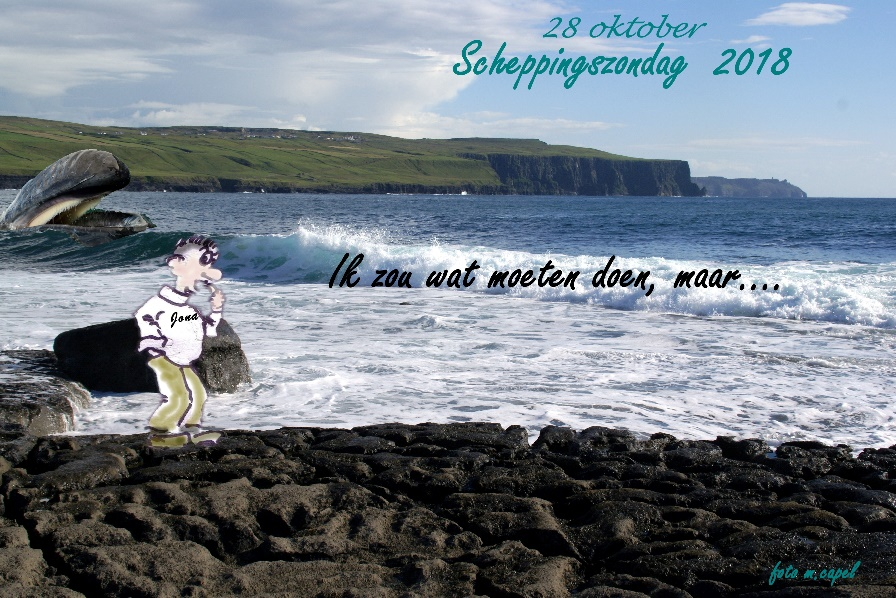 28 oktober
Scheppingszondag 2018
Ik zou wat moeten doen, maar....
Jona
foto m.capel